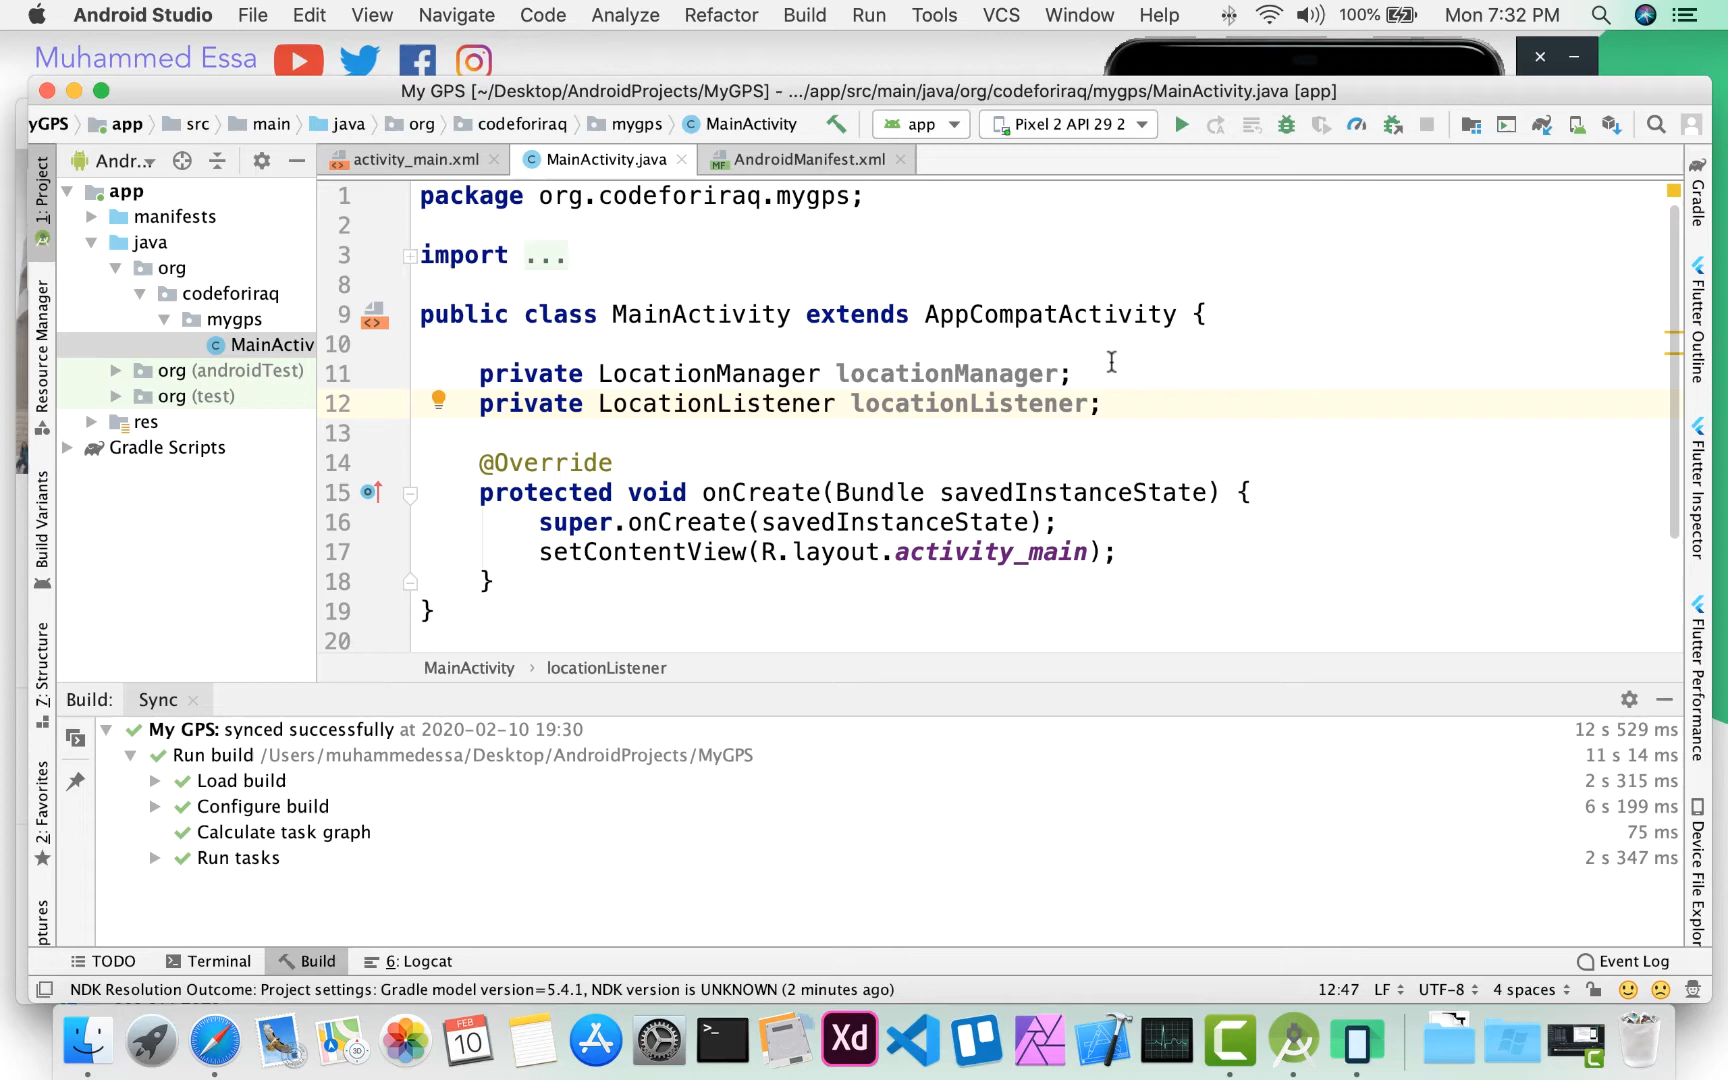 Android Studio File Edit View Navigate Code Analyze Refactor Build Run Tools VCS Window Help 100% Mon 7:32 PM
Muhammed Essa
My GPS [~/Desktop/AndroidProjects/MyGPS] - .../app/src/main/java/org/codeforiraq/mygps/MainActivity.java [app]
yGPS app src main java org codeforiraq mygps MainActivity app Pixel 2 API 29 2
Andr... activity_main.xml MainActivity.java AndroidManifest.xml
app
manifests
java
org
codeforiraq
mygps
MainActiv
org (androidTest)
org (test)
res
Gradle Scripts
1: Project
Resource Manager
Build Variants
Z: Structure
2: Favorites
ptures
1 package org.codeforiraq.mygps;
2
3 import ...
8
9 public class MainActivity extends AppCompatActivity {
10
11 private LocationManager locationManager;
12 private LocationListener locationListener;
13
14 @Override
15 protected void onCreate(Bundle savedInstanceState) {
16 super.onCreate(savedInstanceState);
17 setContentView(R.layout.activity_main);
18 }
19 }
20
MainActivity › locationListener
Gradle
Flutter Outline
Flutter Inspector
Flutter Performance
Device File Explor
Build: Sync
My GPS: synced successfully at 2020-02-10 19:30 12 s 529 ms
Run build /Users/muhammedessa/Desktop/AndroidProjects/MyGPS 11 s 14 ms
Load build 2 s 315 ms
Configure build 6 s 199 ms
Calculate task graph 75 ms
Run tasks 2 s 347 ms
TODO Terminal Build 6: Logcat Event Log
NDK Resolution Outcome: Project settings: Gradle model version=5.4.1, NDK version is UNKNOWN (2 minutes ago) 12:47 LF UTF-8 4 spaces
FEB
10
3D
Xd